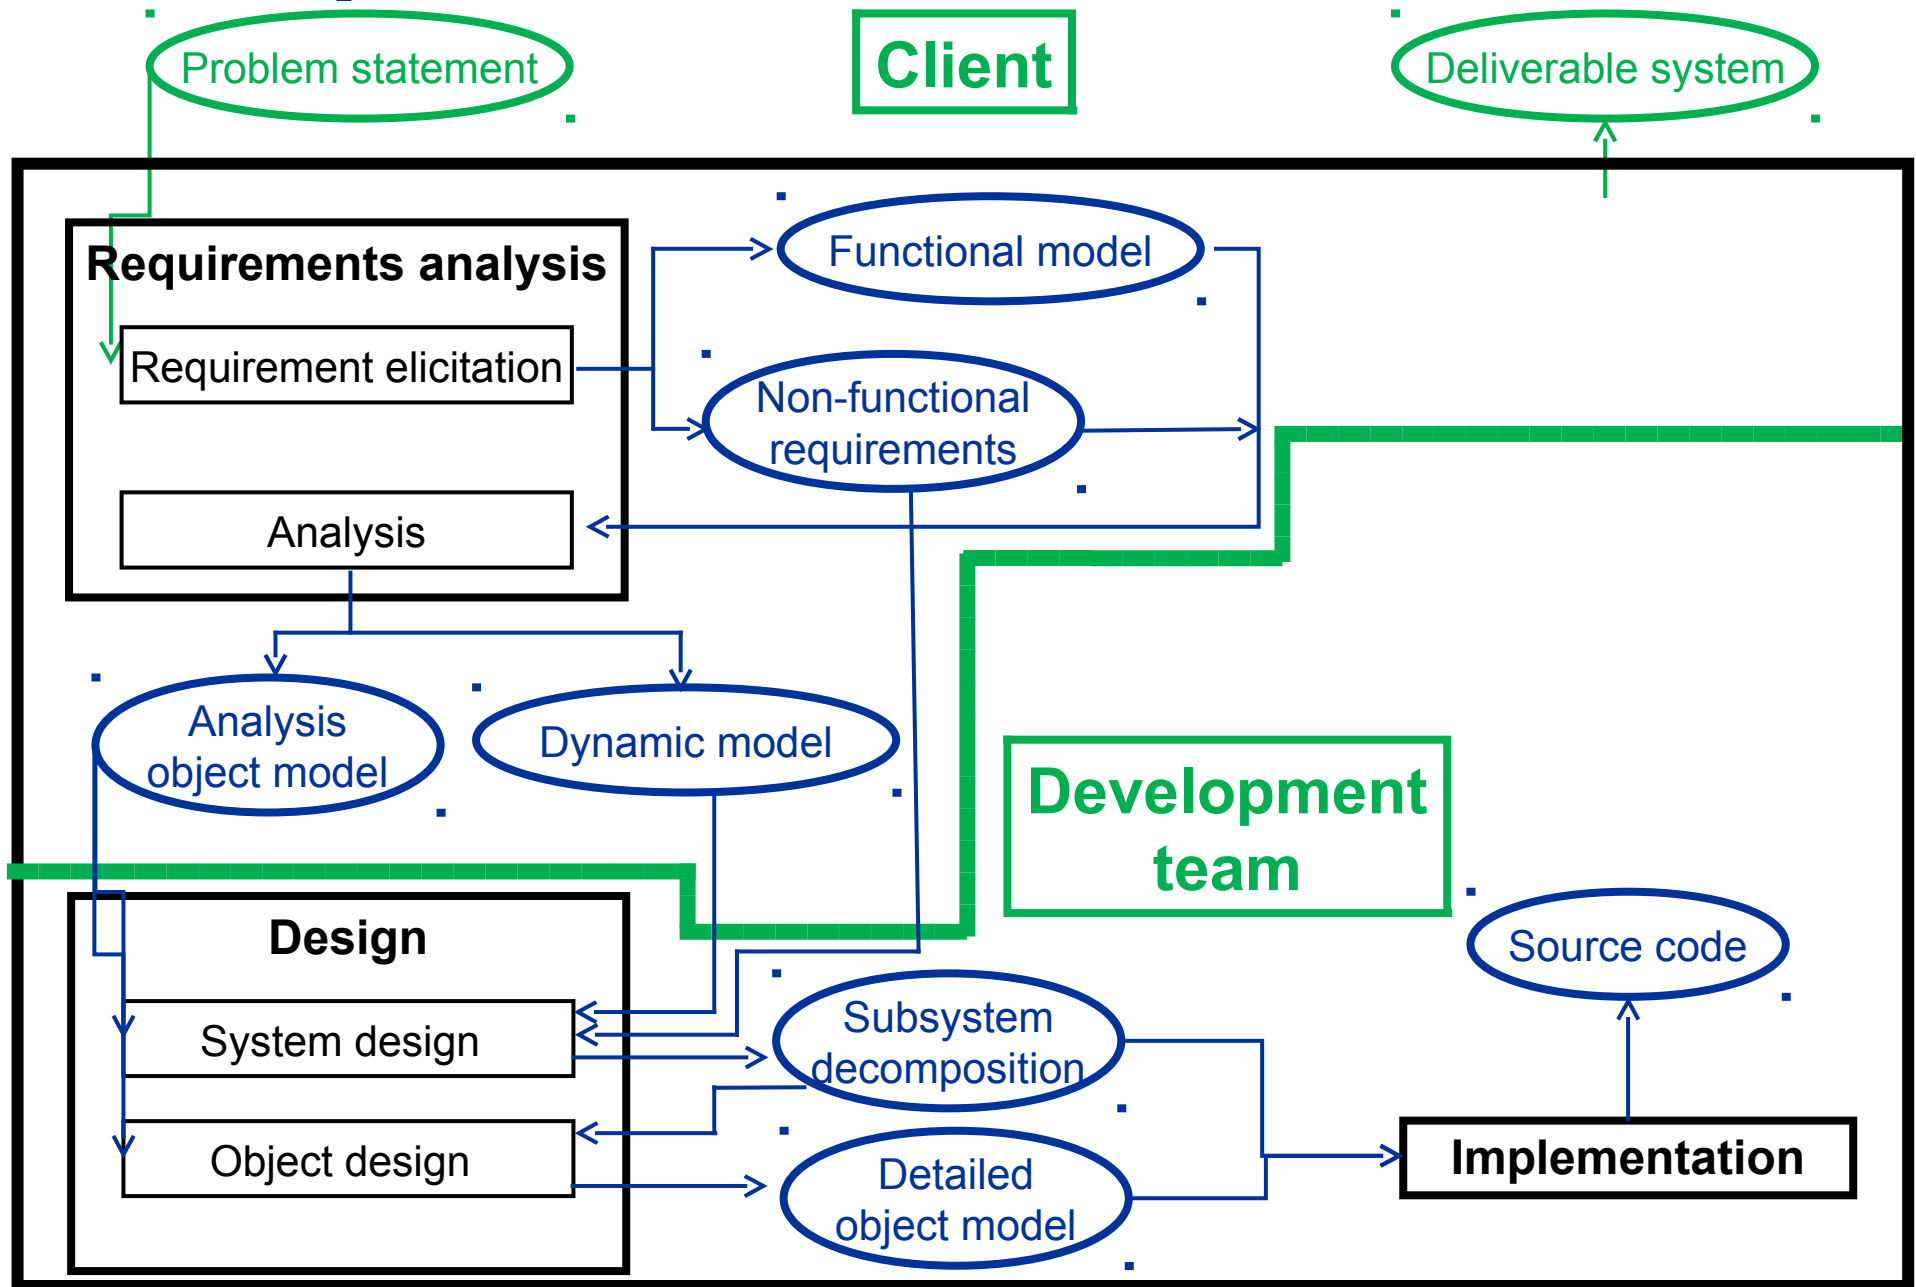 Problem statement
Client
Deliverable system
Requirements analysis
Functional model
Requirement elicitation
Non-functional
requirements
Analysis
Analysis
object model
Dynamic model
Development
team
Design
Source code
System design
Subsystem
decomposition
Object design
Implementation
Detailed
object model